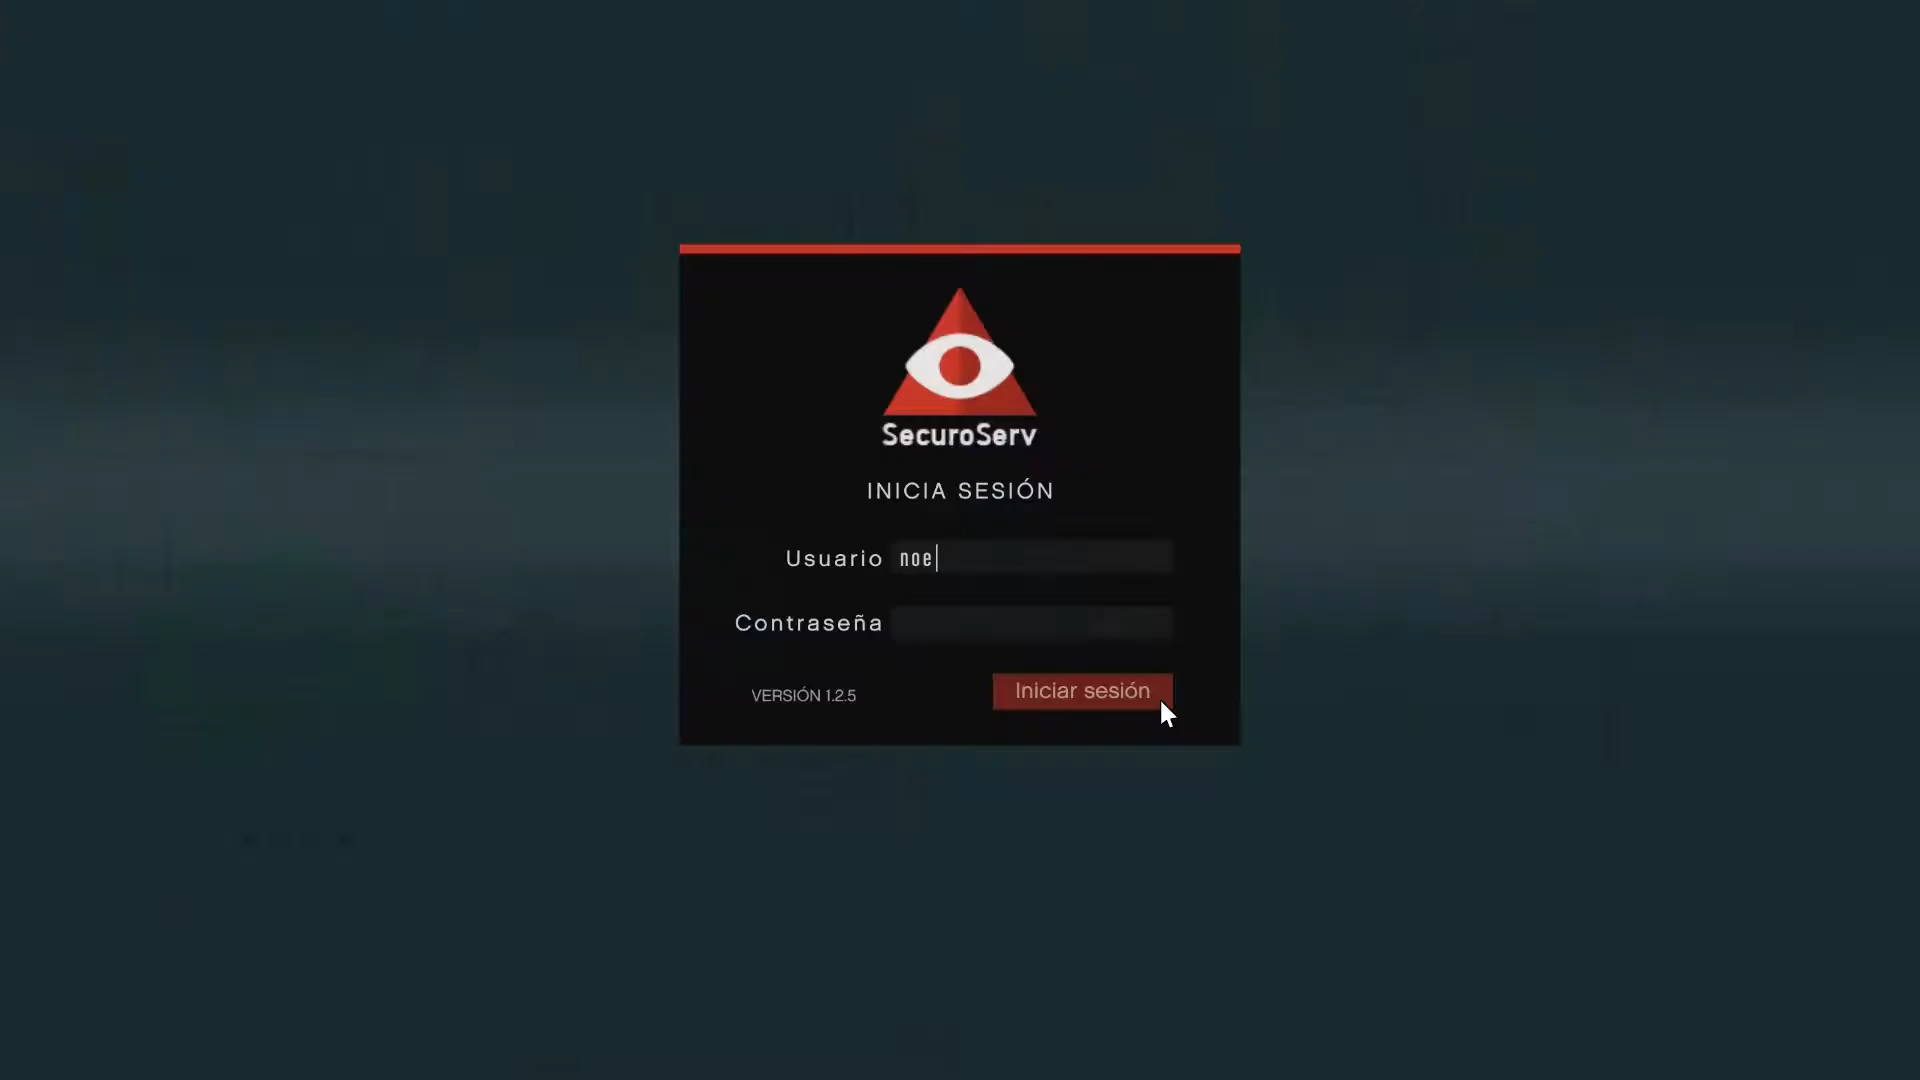 SecuroServ
INICIA SESIÓN
Usuario noe
Contraseña
VERSIÓN 1.2.5 Iniciar sesión